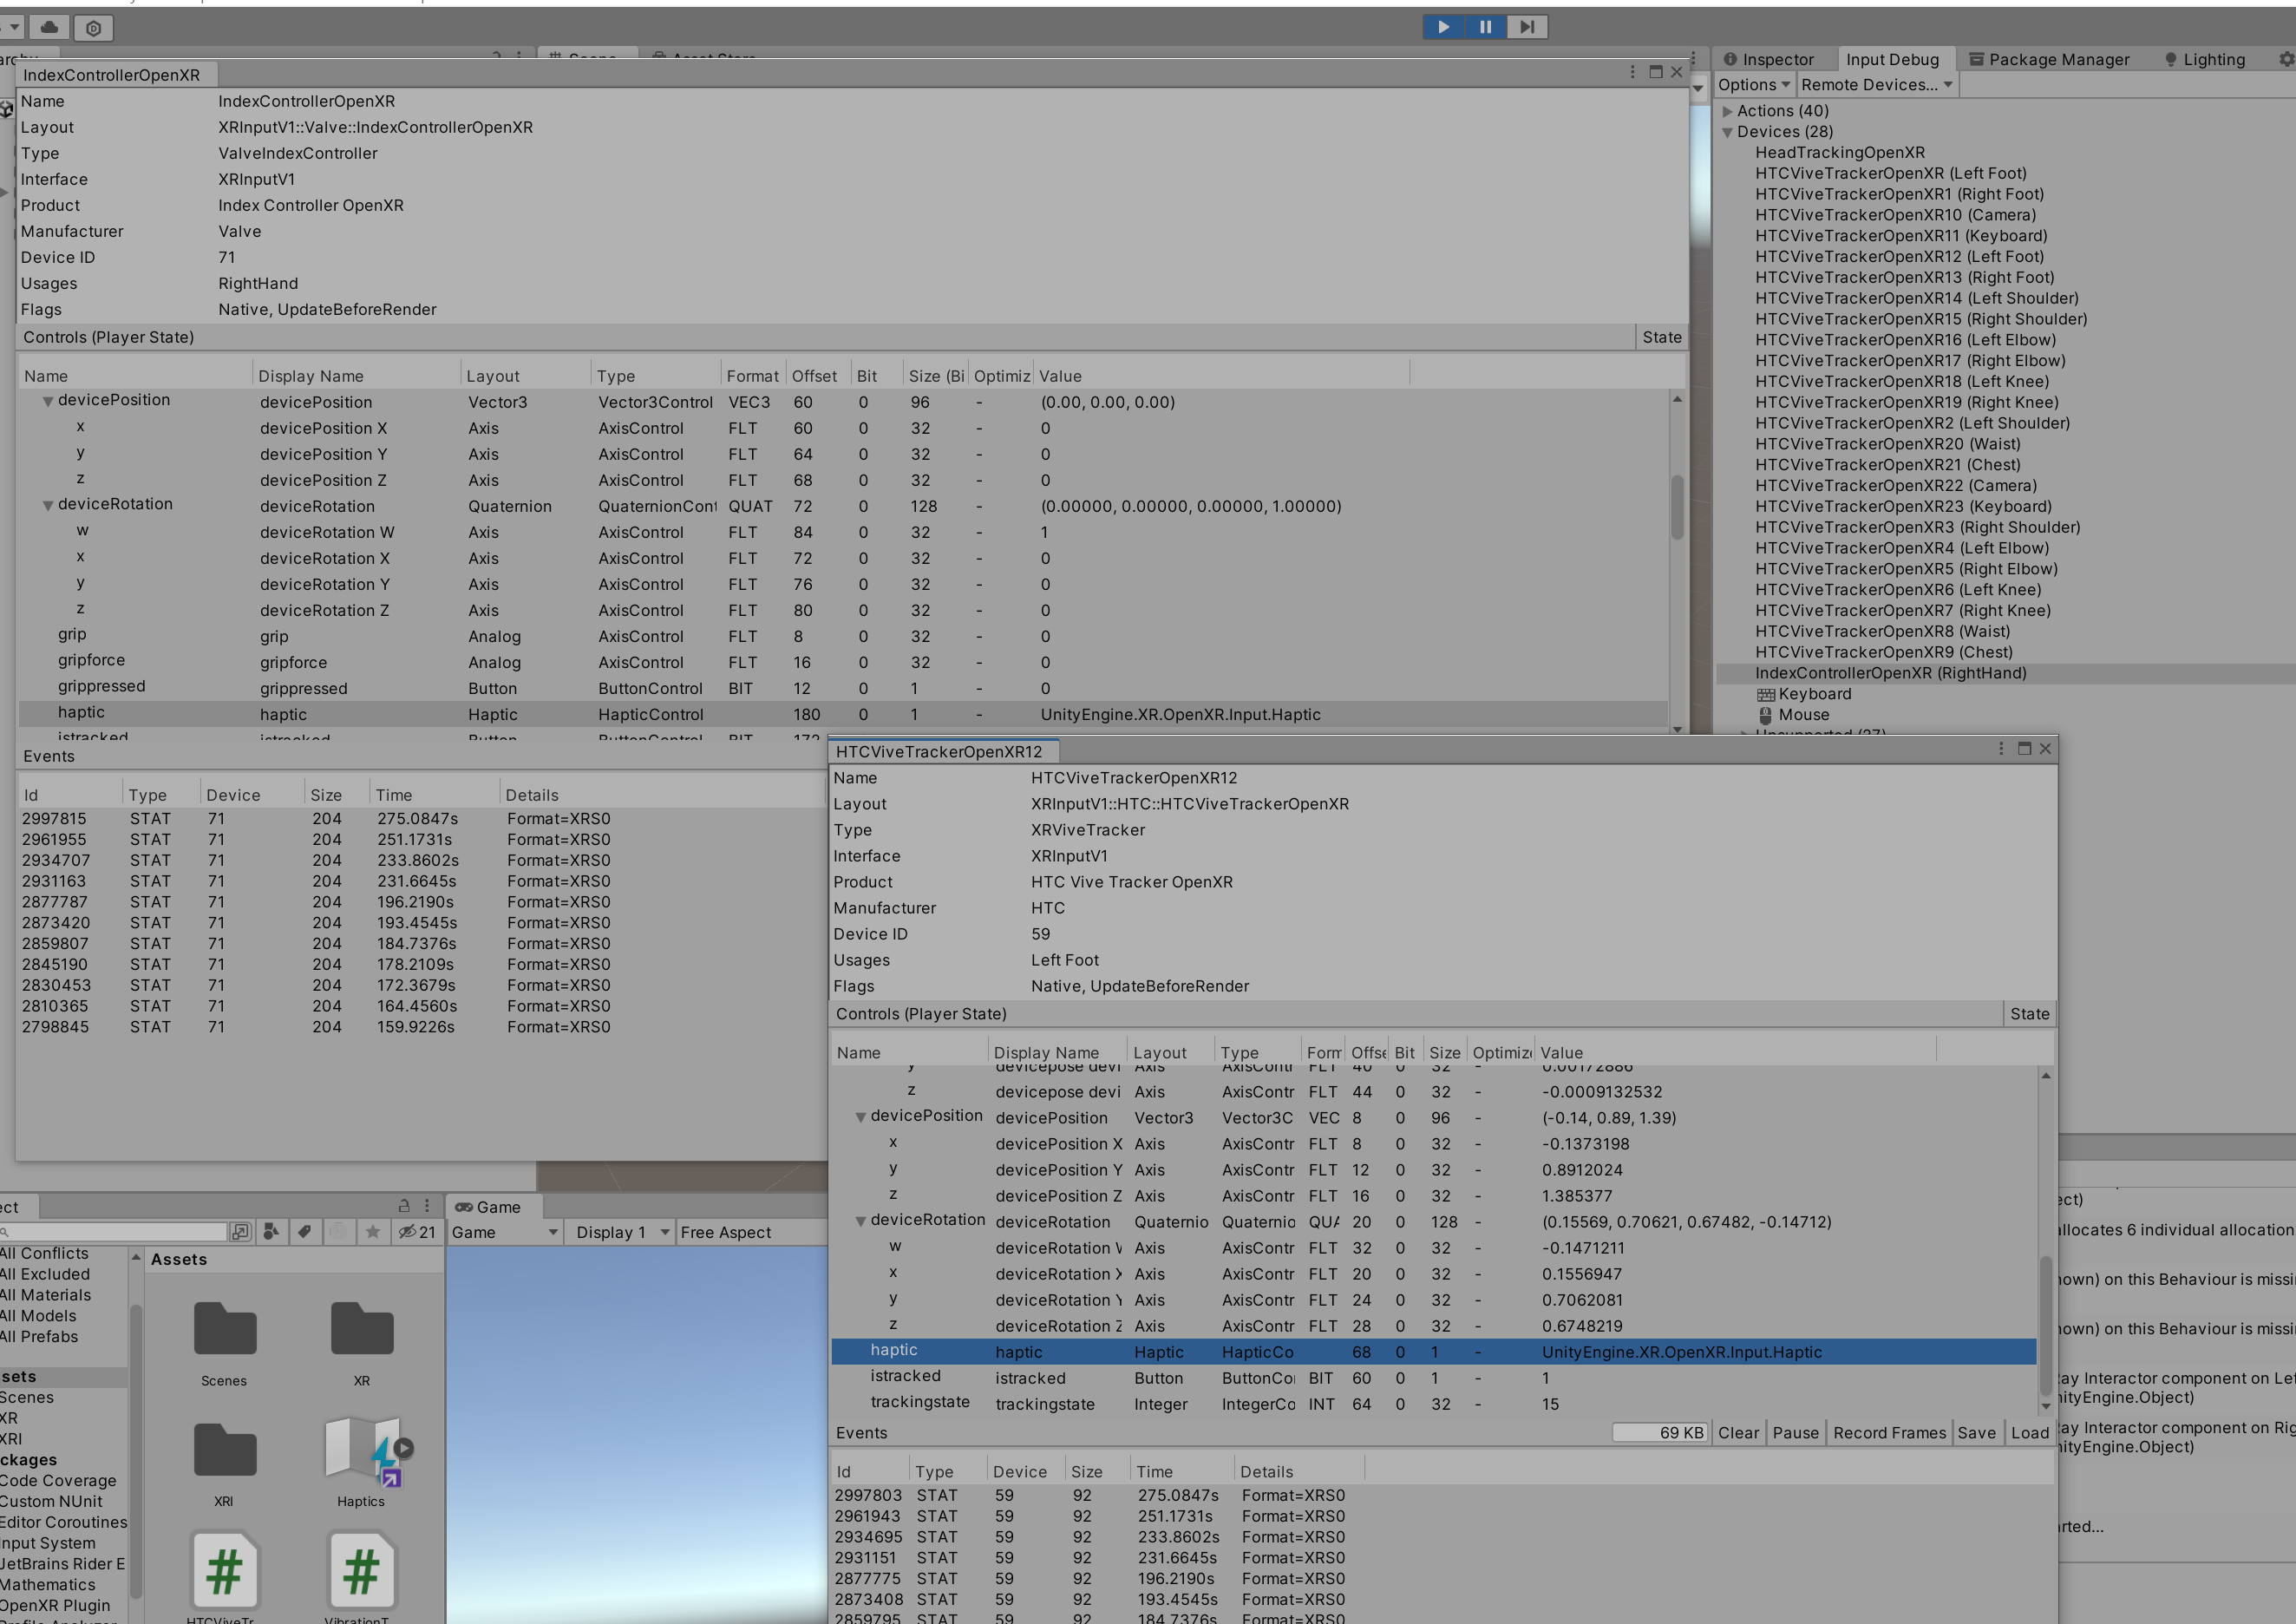 Scene
Asset Store
Inspector
Input Debug
Package Manager
Lighting
Options
Remote Devices...
IndexControllerOpenXR
Name IndexControllerOpenXR
Layout XRInputV1::Valve::IndexControllerOpenXR
Type ValveIndexController
Interface XRInputV1
Product Index Controller OpenXR
Manufacturer Valve
Device ID 71
Usages RightHand
Flags Native, UpdateBeforeRender
Controls (Player State) State
Name Display Name Layout Type Format Offset Bit Size (Bi Optimiz Value
devicePosition devicePosition Vector3 Vector3Control VEC3 60 0 96 - (0.00, 0.00, 0.00)
x devicePosition X Axis AxisControl FLT 60 0 32 - 0
y devicePosition Y Axis AxisControl FLT 64 0 32 - 0
z devicePosition Z Axis AxisControl FLT 68 0 32 - 0
deviceRotation deviceRotation Quaternion QuaternionCont QUAT 72 0 128 - (0.00000, 0.00000, 0.00000, 1.00000)
w deviceRotation W Axis AxisControl FLT 84 0 32 - 1
x deviceRotation X Axis AxisControl FLT 72 0 32 - 0
y deviceRotation Y Axis AxisControl FLT 76 0 32 - 0
z deviceRotation Z Axis AxisControl FLT 80 0 32 - 0
grip grip Analog AxisControl FLT 8 0 32 - 0
gripforce gripforce Analog AxisControl FLT 16 0 32 - 0
grippressed grippressed Button ButtonControl BIT 12 0 1 - 0
haptic haptic Haptic HapticControl 180 0 1 - UnityEngine.XR.OpenXR.Input.Haptic
istracked istracked Button ButtonControl BIT 172
Events
Id Type Device Size Time Details
2997815 STAT 71 204 275.0847s Format=XRS0
2961955 STAT 71 204 251.1731s Format=XRS0
2934707 STAT 71 204 233.8602s Format=XRS0
2931163 STAT 71 204 231.6645s Format=XRS0
2877787 STAT 71 204 196.2190s Format=XRS0
2873420 STAT 71 204 193.4545s Format=XRS0
2859807 STAT 71 204 184.7376s Format=XRS0
2845190 STAT 71 204 178.2109s Format=XRS0
2830453 STAT 71 204 172.3679s Format=XRS0
2810365 STAT 71 204 164.4560s Format=XRS0
2798845 STAT 71 204 159.9226s Format=XRS0
Actions (40)
Devices (28)
HeadTrackingOpenXR
HTCViveTrackerOpenXR (Left Foot)
HTCViveTrackerOpenXR1 (Right Foot)
HTCViveTrackerOpenXR10 (Camera)
HTCViveTrackerOpenXR11 (Keyboard)
HTCViveTrackerOpenXR12 (Left Foot)
HTCViveTrackerOpenXR13 (Right Foot)
HTCViveTrackerOpenXR14 (Left Shoulder)
HTCViveTrackerOpenXR15 (Right Shoulder)
HTCViveTrackerOpenXR16 (Left Elbow)
HTCViveTrackerOpenXR17 (Right Elbow)
HTCViveTrackerOpenXR18 (Left Knee)
HTCViveTrackerOpenXR19 (Right Knee)
HTCViveTrackerOpenXR2 (Left Shoulder)
HTCViveTrackerOpenXR20 (Waist)
HTCViveTrackerOpenXR21 (Chest)
HTCViveTrackerOpenXR22 (Camera)
HTCViveTrackerOpenXR23 (Keyboard)
HTCViveTrackerOpenXR3 (Right Shoulder)
HTCViveTrackerOpenXR4 (Left Elbow)
HTCViveTrackerOpenXR5 (Right Elbow)
HTCViveTrackerOpenXR6 (Left Knee)
HTCViveTrackerOpenXR7 (Right Knee)
HTCViveTrackerOpenXR8 (Waist)
HTCViveTrackerOpenXR9 (Chest)
IndexControllerOpenXR (RightHand)
Keyboard
Mouse
HTCViveTrackerOpenXR12
Name HTCViveTrackerOpenXR12
Layout XRInputV1::HTC::HTCViveTrackerOpenXR
Type XRViveTracker
Interface XRInputV1
Product HTC Vive Tracker OpenXR
Manufacturer HTC
Device ID 59
Usages Left Foot
Flags Native, UpdateBeforeRender
Controls (Player State) State
Name Display Name Layout Type Form Offse Bit Size Optimiz Value
y devicepose devi Axis AxisContr FLT 40 0 32 - 0.00172886
z devicepose devi Axis AxisContr FLT 44 0 32 - -0.0009132532
devicePosition devicePosition Vector3 Vector3C VEC 8 0 96 - (-0.14, 0.89, 1.39)
x devicePosition X Axis AxisContr FLT 8 0 32 - -0.1373198
y devicePosition Y Axis AxisContr FLT 12 0 32 - 0.8912024
z devicePosition Z Axis AxisContr FLT 16 0 32 - 1.385377
deviceRotation deviceRotation Quaternio Quaternio QUA 20 0 128 - (0.15569, 0.70621, 0.67482, -0.14712)
w deviceRotation Axis AxisContr FLT 32 0 32 - -0.1471211
x deviceRotation X Axis AxisContr FLT 20 0 32 - 0.1556947
y deviceRotation Y Axis AxisContr FLT 24 0 32 - 0.7062081
z deviceRotation Z Axis AxisContr FLT 28 0 32 - 0.6748219
haptic haptic Haptic HapticCo 68 0 1 - UnityEngine.XR.OpenXR.Input.Haptic
istracked istracked Button ButtonCo BIT 60 0 1 - 1
trackingstate trackingstate Integer IntegerCo INT 64 0 32 - 15
Events 69 KB Clear Pause Record Frames Save Load
Id Type Device Size Time Details
2997803 STAT 59 92 275.0847s Format=XRS0
2961943 STAT 59 92 251.1731s Format=XRS0
2934695 STAT 59 92 233.8602s Format=XRS0
2931151 STAT 59 92 231.6645s Format=XRS0
2877775 STAT 59 92 196.2190s Format=XRS0
2873408 STAT 59 92 193.4545s Format=XRS0
2859795 STAT 59 92 184.7376s Format=XRS0
ect
21
All Conflicts
All Excluded
All Materials
All Models
All Prefabs
sets
Scenes
XR
XRI
ckages
Code Coverage
Custom NUnit
Editor Coroutines
Input System
JetBrains Rider E
Mathematics
OpenXR Plugin
Assets
Scenes
XR
XRI
Haptics
HTCViveTr...
VibrationT...
Game
Game
Display 1
Free Aspect
ect)
allocates 6 individual allocation
own) on this Behaviour is missi
own) on this Behaviour is missi
ay Interactor component on Lef
nityEngine.Object)
ay Interactor component on Rig
nityEngine.Object)
arted...